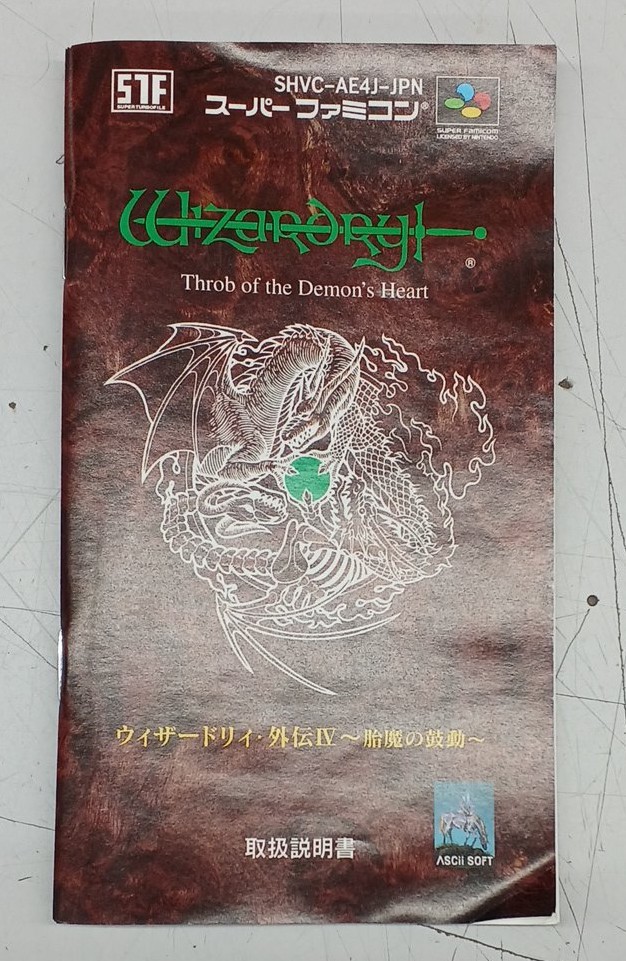 STF
SUPER TURBO FILE
SHVC-AE4J-JPN
スーパーファミコン®
SUPER FAMICOM
LICENSED BY NINTENDO
Wizardry
®
Throb of the Demon's Heart
ウィザードリィ・外伝IV～胎魔の鼓動～
取扱説明書
ASCii SOFT